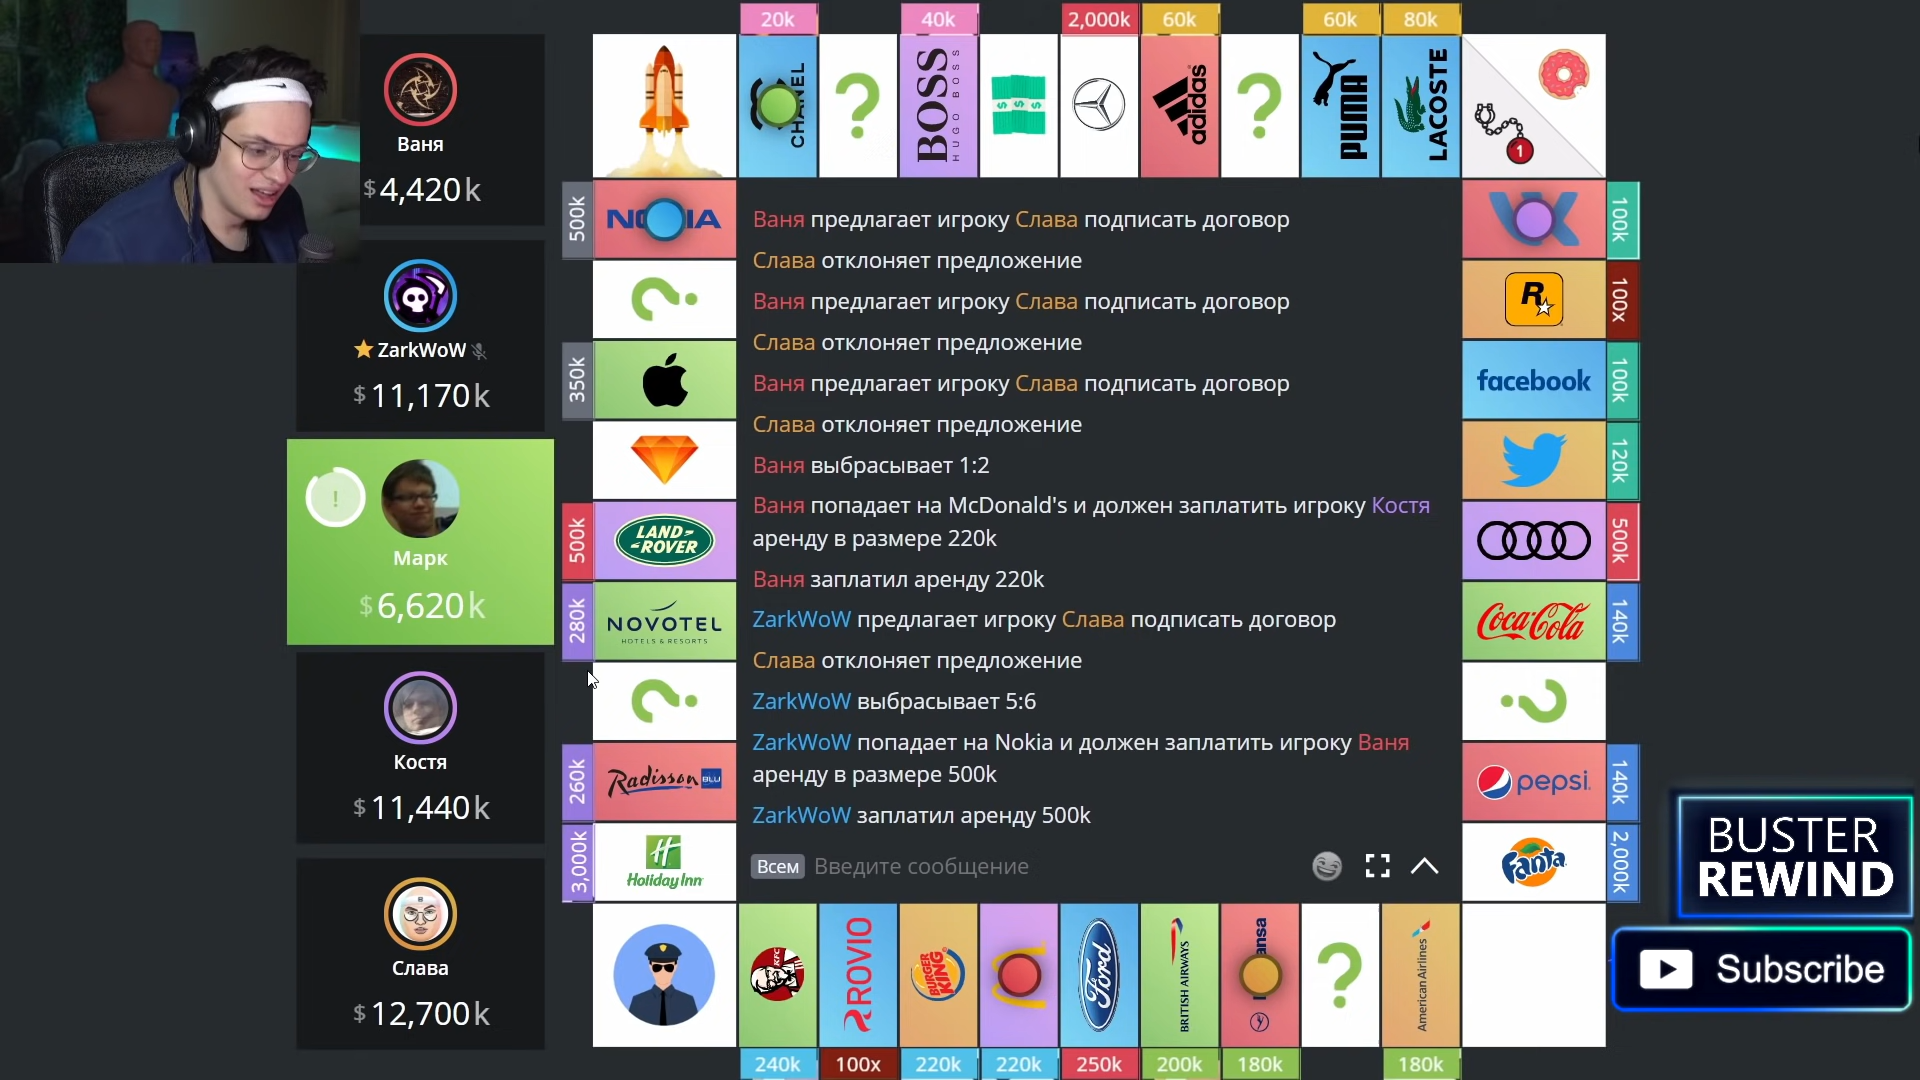 20k
40k
2,000k
60k
60k
80k
CHANEL
BOSS
HUGO BOSS
adidas
PUMA
LACOSTE
1
Ваня
$ 4,420k
ZarkWoW
$ 11,170k
!
Марк
$ 6,620k
Костя
$ 11,440k
Слава
$ 12,700k
500k
350k
500k
LAND-
-ROVER
280k
NOVOTEL
HOTELS & RESORTS
260k
Radisson BLU
3,000k
H
Holiday Inn
Ваня предлагает игроку Слава подписать договор
Слава отклоняет предложение
Ваня предлагает игроку Слава подписать договор
Слава отклоняет предложение
Ваня предлагает игроку Слава подписать договор
Слава отклоняет предложение
Ваня выбрасывает 1:2
Ваня попадает на McDonald's и должен заплатить игроку Костя
аренду в размере 220k
Ваня заплатил аренду 220k
ZarkWoW предлагает игроку Слава подписать договор
Слава отклоняет предложение
ZarkWoW выбрасывает 5:6
ZarkWoW попадает на Nokia и должен заплатить игроку Ваня
аренду в размере 500k
ZarkWoW заплатил аренду 500k
Всем Введите сообщение
100k
R
100x
facebook
100k
120k
500k
Coca-Cola
140k
pepsi
140k
Fanta
2,000k
KFC
ROVIO
BURGER
KING
Ford
BRITISH AIRWAYS
American Airlines
240k
100x
220k
220k
250k
200k
180k
180k
BUSTER
REWIND
Subscribe